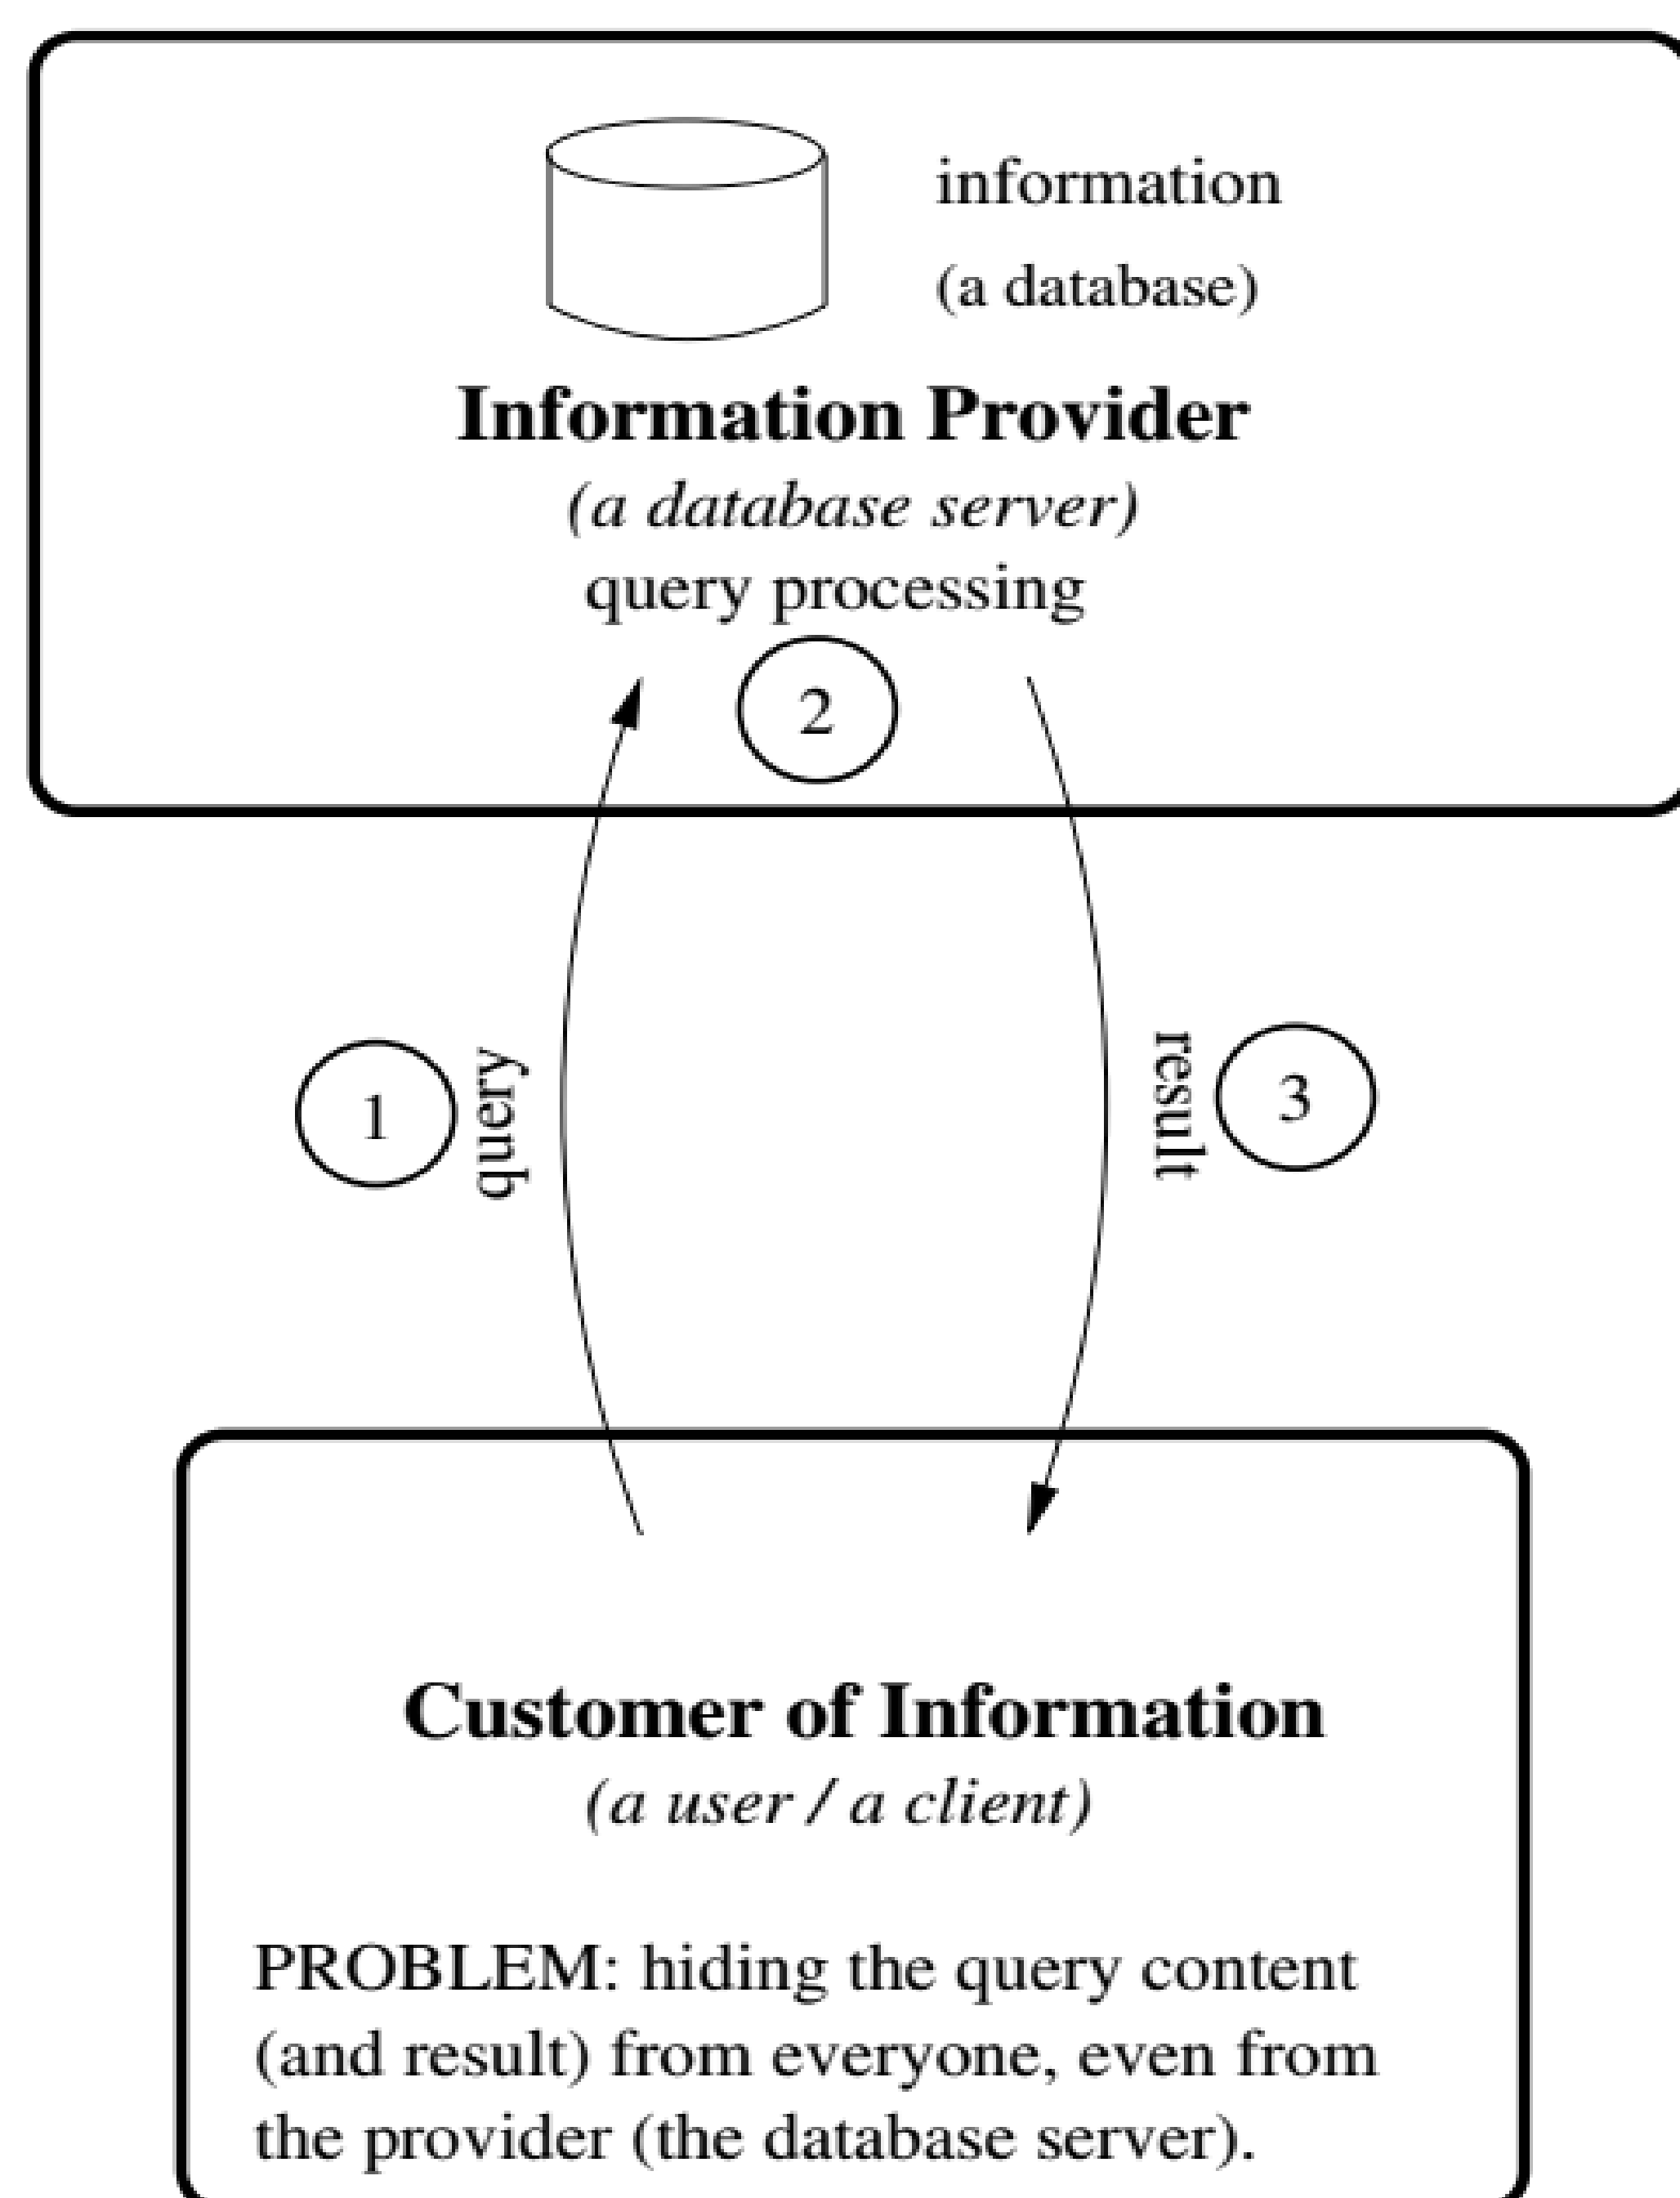 information
(a database)
Information Provider
(a database server)
query processing
2
1
query
result
3
Customer of Information
(a user / a client)
PROBLEM: hiding the query content
(and result) from everyone, even from
the provider (the database server).